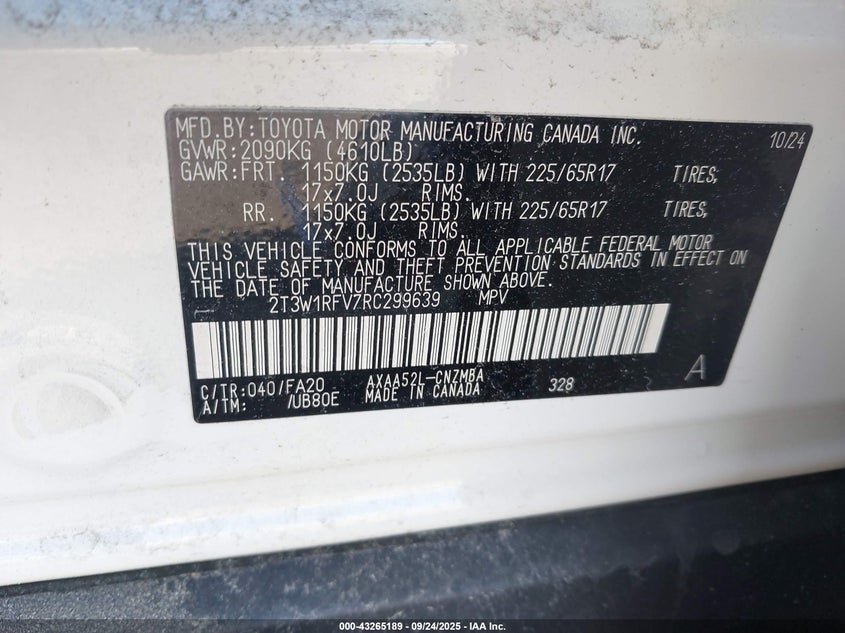 MFD.BY:TOYOTA MOTOR MANUFACTURING CANADA INC. 10/24
GVWR:2090KG (4610LB)
GAWR:FRT. 1150KG (2535LB) WITH 225/65R17 TIRES,
17x7.0J RIMS.
RR. 1150KG (2535LB) WITH 225/65R17 TIRES,
17x7.0J RIMS.
THIS VEHICLE CONFORMS TO ALL APPLICABLE FEDERAL MOTOR
VEHICLE SAFETY AND THEFT PREVENTION STANDARDS IN EFFECT ON
THE DATE OF MANUFACTURE SHOWN ABOVE.
2T3W1RFV7RC299639 MPV
C/TR:040/FA20 AXAA52L-CNZMBA 328 A
A/TM: /UB80E MADE IN CANADA
000-43265189 - 09/24/2025 - IAA Inc.